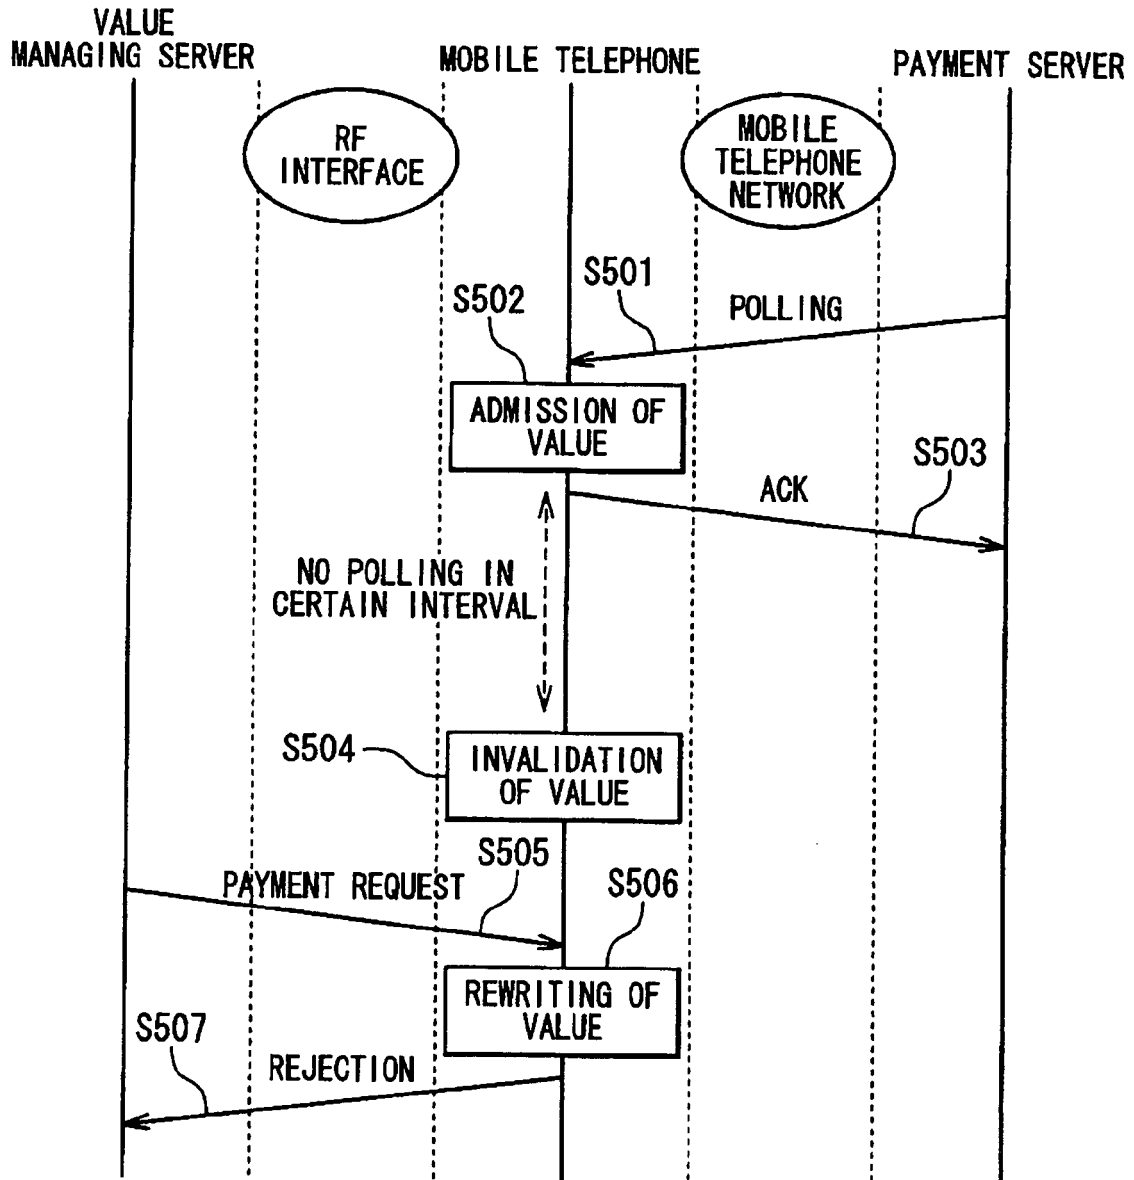 VALUE
MANAGING SERVER
MOBILE TELEPHONE
PAYMENT SERVER
RF
INTERFACE
MOBILE
TELEPHONE
NETWORK
S501
S502
POLLING
ADMISSION OF
VALUE
S503
ACK
NO POLLING IN
CERTAIN INTERVAL
S504
INVALIDATION
OF VALUE
S505
PAYMENT REQUEST
S506
REWRITING OF
VALUE
S507
REJECTION